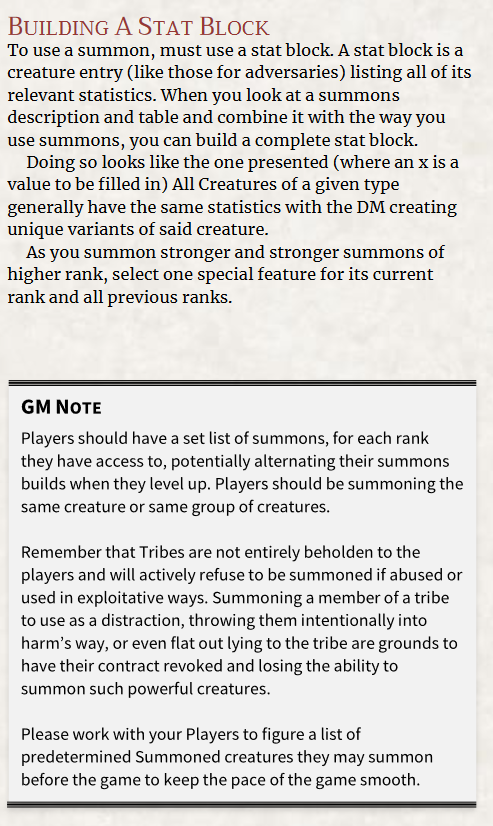 Building A Stat Block
To use a summon, must use a stat block. A stat block is a
creature entry (like those for adversaries) listing all of its
relevant statistics. When you look at a summons
description and table and combine it with the way you
use summons, you can build a complete stat block.
Doing so looks like the one presented (where an x is a
value to be filled in) All Creatures of a given type
generally have the same statistics with the DM creating
unique variants of said creature.
As you summon stronger and stronger summons of
higher rank, select one special feature for its current
rank and all previous ranks.
GM Note
Players should have a set list of summons, for each rank
they have access to, potentially alternating their summons
builds when they level up. Players should be summoning the
same creature or same group of creatures.
Remember that Tribes are not entirely beholden to the
players and will actively refuse to be summoned if abused or
used in exploitative ways. Summoning a member of a tribe
to use as a distraction, throwing them intentionally into
harm's way, or even flat out lying to the tribe are grounds to
have their contract revoked and losing the ability to
summon such powerful creatures.
Please work with your Players to figure a list of
predetermined Summoned creatures they may summon
before the game to keep the pace of the game smooth.